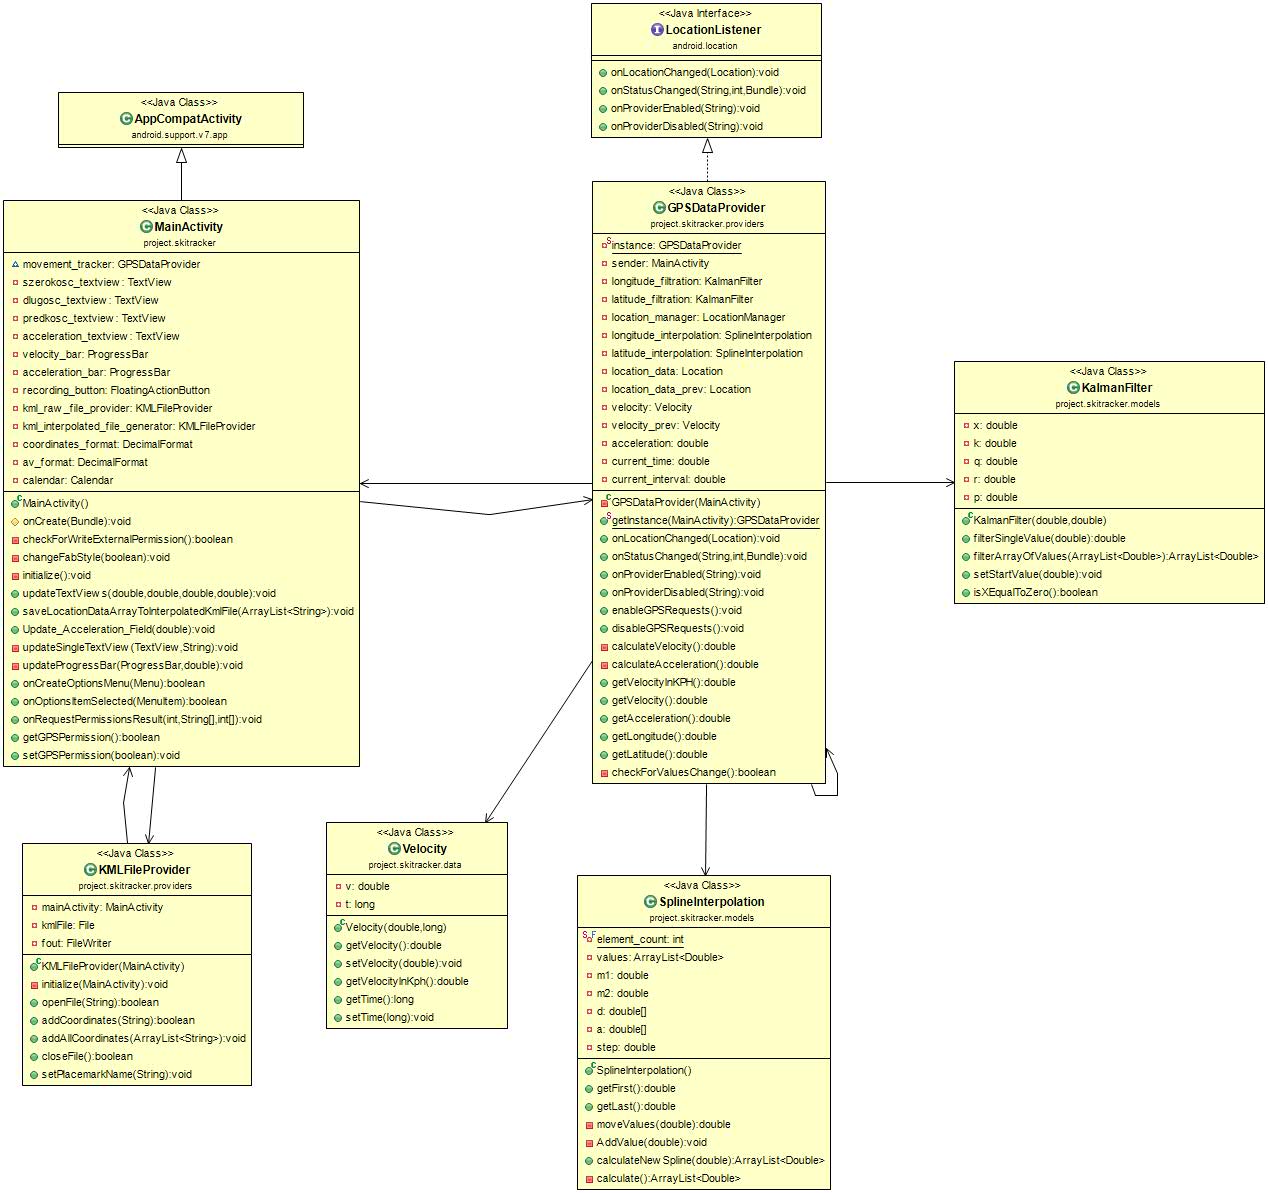 <<Java Interface>>
LocationListener
android.location
onLocationChanged(Location):void
onStatusChanged(String,int,Bundle):void
onProviderEnabled(String):void
onProviderDisabled(String):void
<<Java Class>>
AppCompatActivity
android.support.v7.app
<<Java Class>>
MainActivity
project.skitracker
movement_tracker: GPSDataProvider
szerokosc_textview: TextView
dlugosc_textview: TextView
predkosc_textview: TextView
acceleration_textview: TextView
velocity_bar: ProgressBar
acceleration_bar: ProgressBar
recording_button: FloatingActionButton
kml_raw_file_provider: KMLFileProvider
kml_interpolated_file_generator: KMLFileProvider
coordinates_format: DecimalFormat
av_format: DecimalFormat
calendar: Calendar
MainActivity()
onCreate(Bundle):void
checkForWriteExternalPermission():boolean
changeFabStyle(boolean):void
initialize():void
updateTextViews(double,double,double,double):void
saveLocationDataArrayToInterpolatedKmlFile(ArrayList<String>):void
Update_Acceleration_Field(double):void
updateSingleTextView(TextView,String):void
updateProgressBar(ProgressBar,double):void
onCreateOptionsMenu(Menu):boolean
onOptionsItemSelected(MenuItem):boolean
onRequestPermissionsResult(int,String[],int[]):void
getGPSPermission():boolean
setGPSPermission(boolean):void
<<Java Class>>
GPSDataProvider
project.skitracker.providers
instance: GPSDataProvider
sender: MainActivity
longitude_filtration: KalmanFilter
latitude_filtration: KalmanFilter
location_manager: LocationManager
longitude_interpolation: SplineInterpolation
latitude_interpolation: SplineInterpolation
location_data: Location
location_data_prev: Location
velocity: Velocity
velocity_prev: Velocity
acceleration: double
current_time: double
current_interval: double
GPSDataProvider(MainActivity)
getInstance(MainActivity):GPSDataProvider
onLocationChanged(Location):void
onStatusChanged(String,int,Bundle):void
onProviderEnabled(String):void
onProviderDisabled(String):void
enableGPSRequests():void
disableGPSRequests():void
calculateVelocity():double
calculateAcceleration():double
getVelocityInKPH():double
getVelocity():double
getAcceleration():double
getLongitude():double
getLatitude():double
checkForValuesChange():boolean
<<Java Class>>
KalmanFilter
project.skitracker.models
x: double
k: double
q: double
r: double
p: double
KalmanFilter(double,double)
filterSingleValue(double):double
filterArrayOfValues(ArrayList<Double>):ArrayList<Double>
setStartValue(double):void
isXEqualToZero():boolean
<<Java Class>>
KMLFileProvider
project.skitracker.providers
mainActivity: MainActivity
kmlFile: File
fout: FileWriter
KMLFileProvider(MainActivity)
initialize(MainActivity):void
openFile(String):boolean
addCoordinates(String):boolean
addAllCoordinates(ArrayList<String>):void
closeFile():boolean
setPlacemarkName(String):void
<<Java Class>>
Velocity
project.skitracker.data
v: double
t: long
Velocity(double,long)
getVelocity():double
setVelocity(double):void
getVelocityInKph():double
getTime():long
setTime(long):void
<<Java Class>>
SplineInterpolation
project.skitracker.models
element_count: int
values: ArrayList<Double>
m1: double
m2: double
d: double[]
a: double[]
step: double
SplineInterpolation()
getFirst():double
getLast():double
moveValues(double):double
AddValue(double):void
calculateNewSpline(double):ArrayList<Double>
calculate():ArrayList<Double>